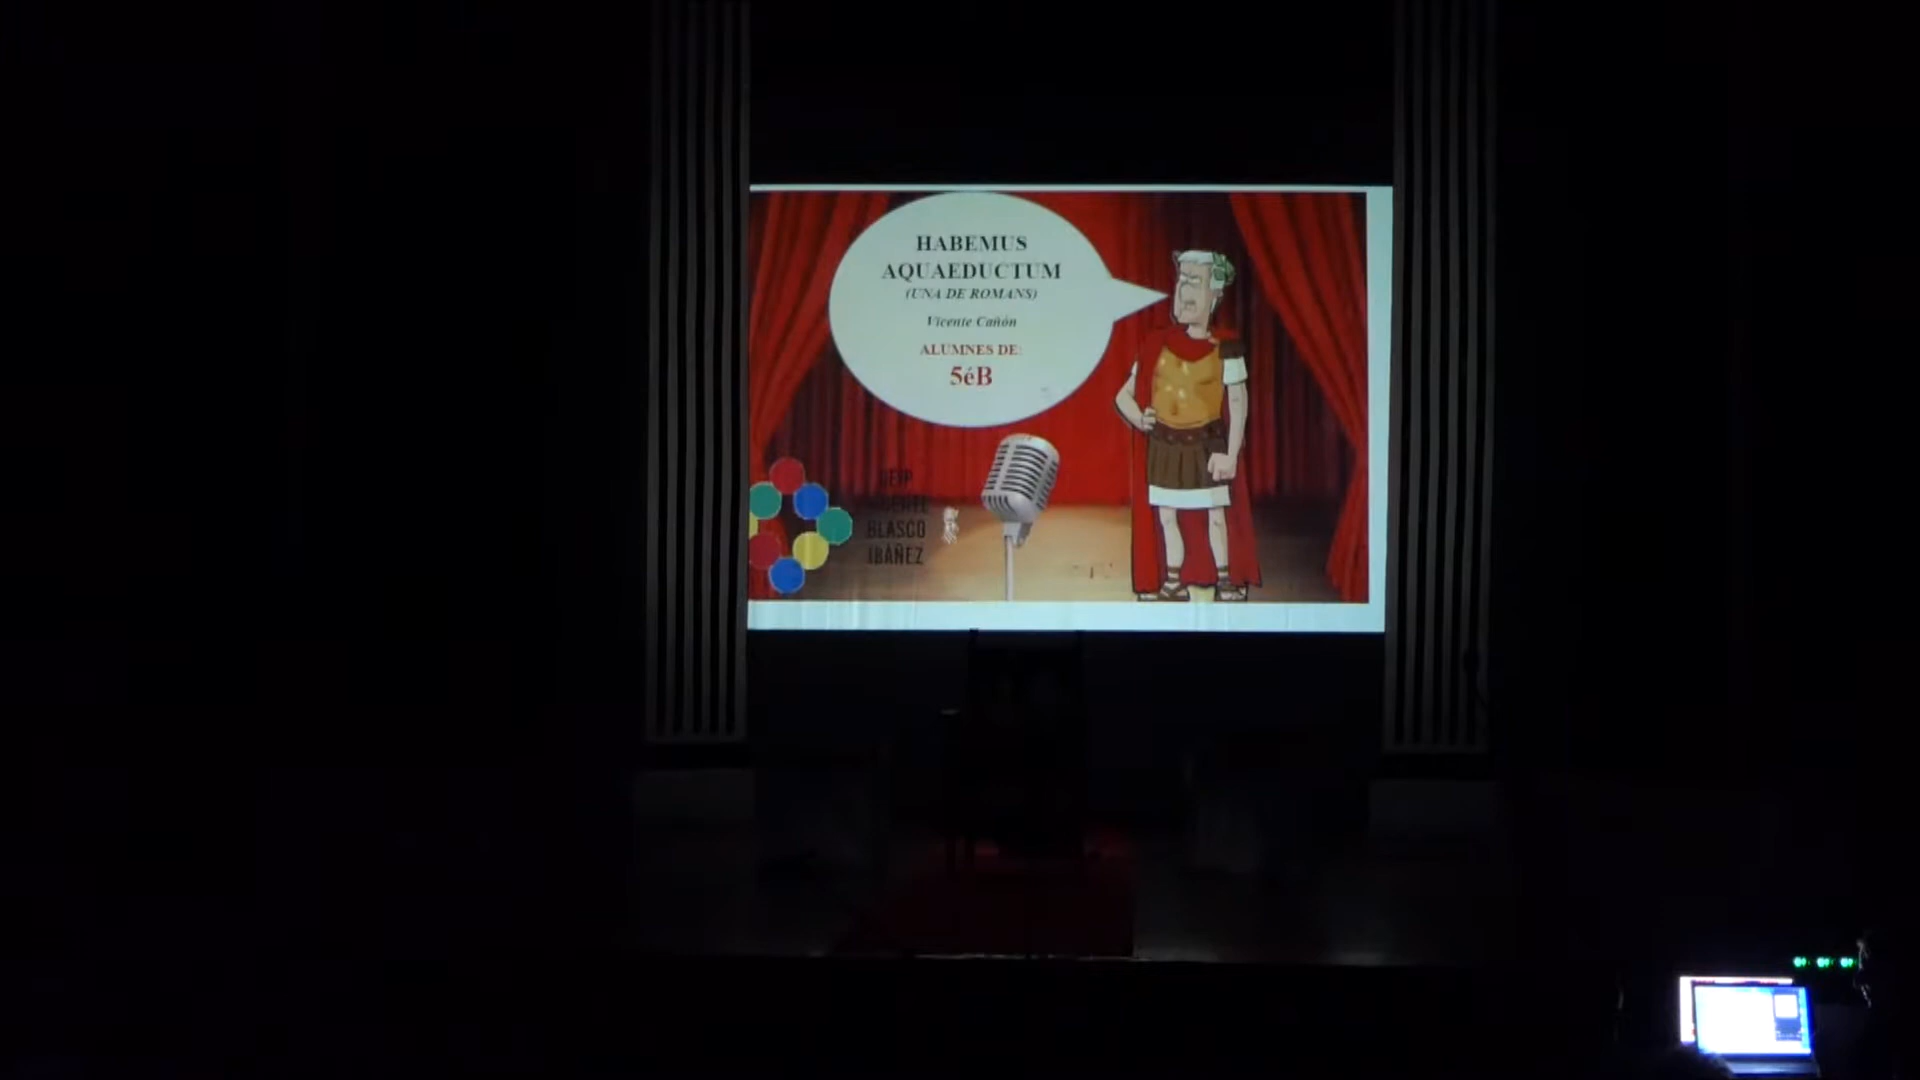 HABEMUS
AQUAEDUCTUM
(UNA DE ROMANS)
Vicente Cañón
ALUMNES DE:
5éB
BLASCO
IBÁÑEZ